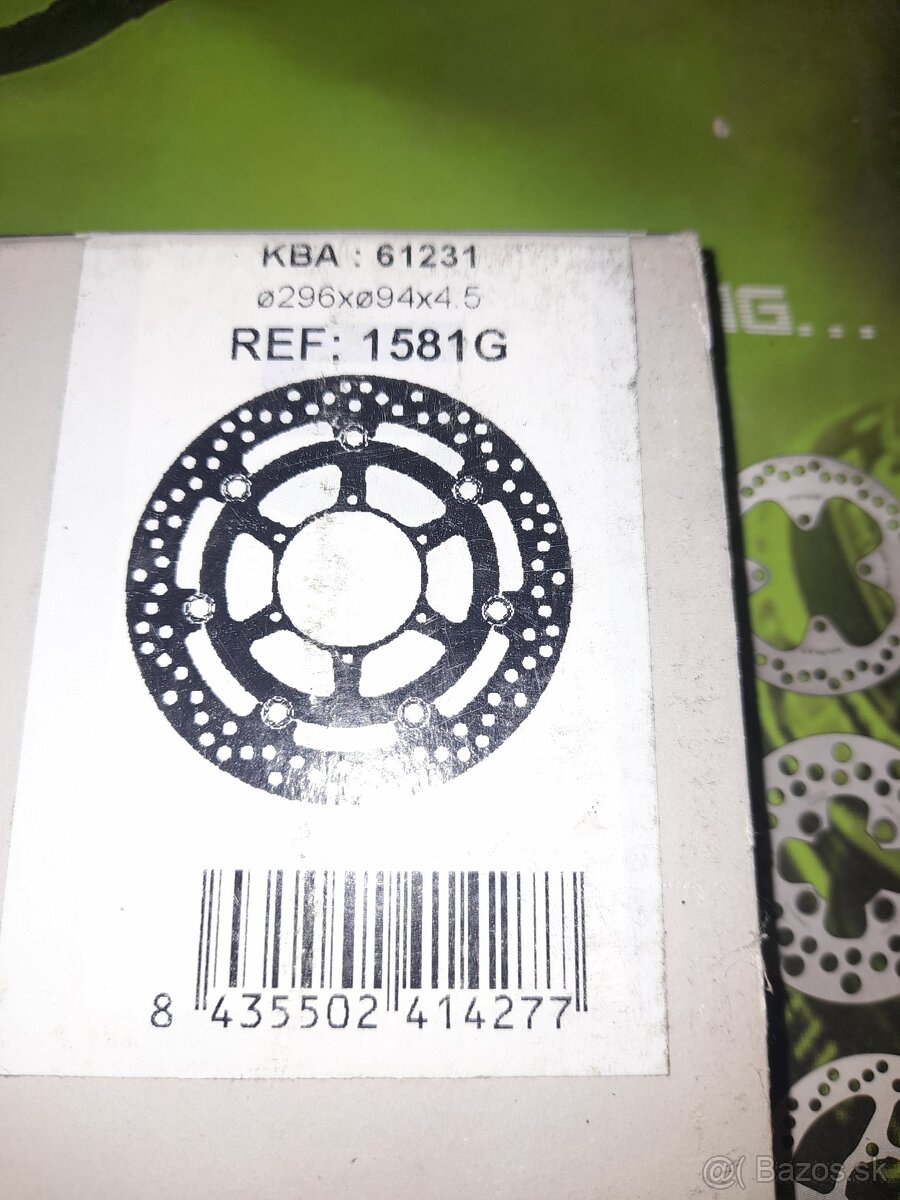 KBA : 61231
ø296xø94x4.5
REF: 1581G
G...
8 435502 414277
Bazos.sk